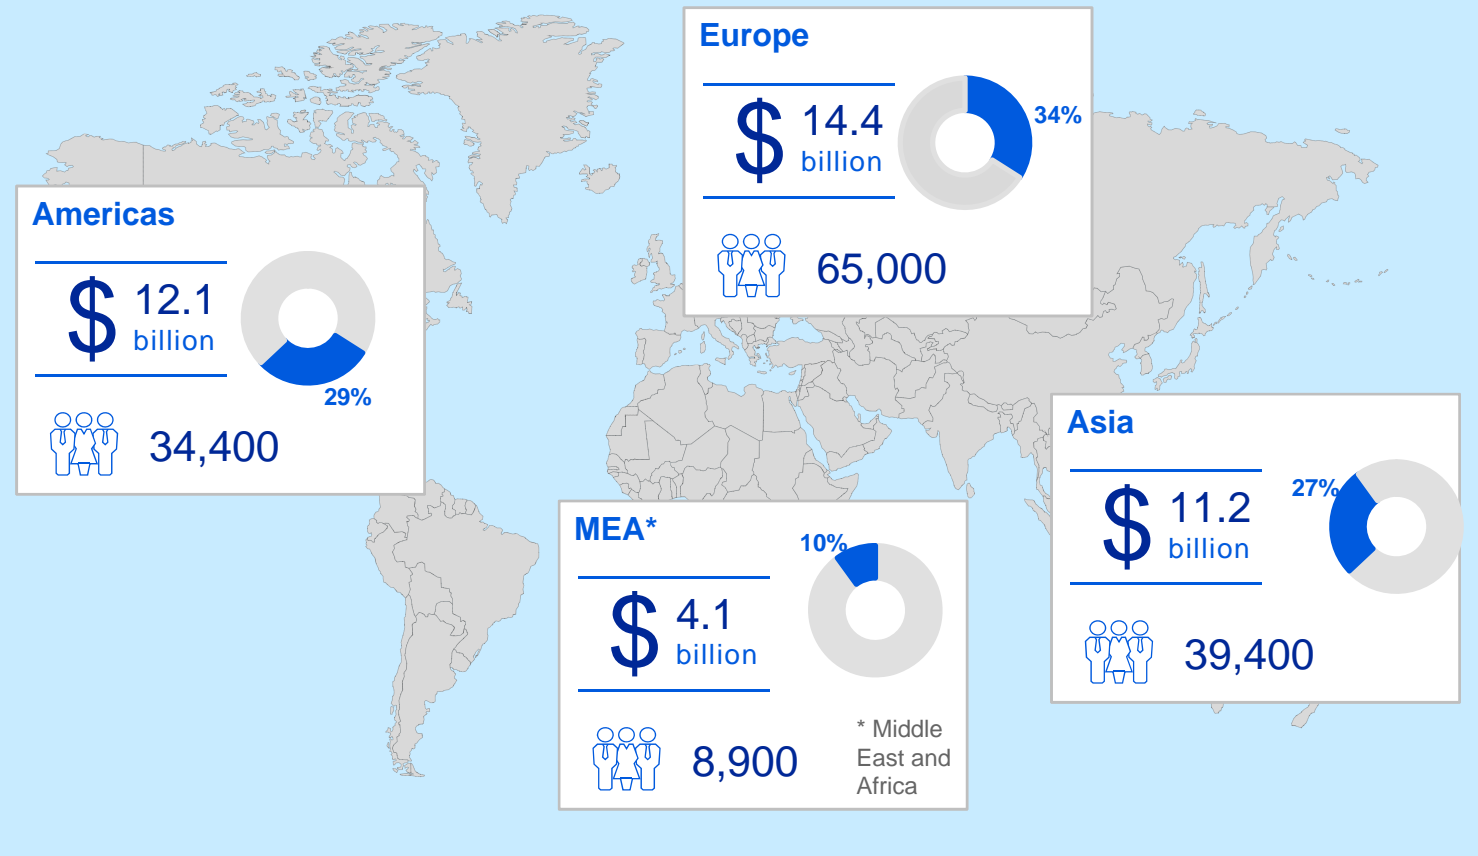 Europe
$ 14.4
billion
34%
65,000
Americas
$ 12.1
billion
29%
34,400
Asia
27%
$ 11.2
billion
39,400
MEA*
10%
$ 4.1
billion
8,900
* Middle
East and
Africa